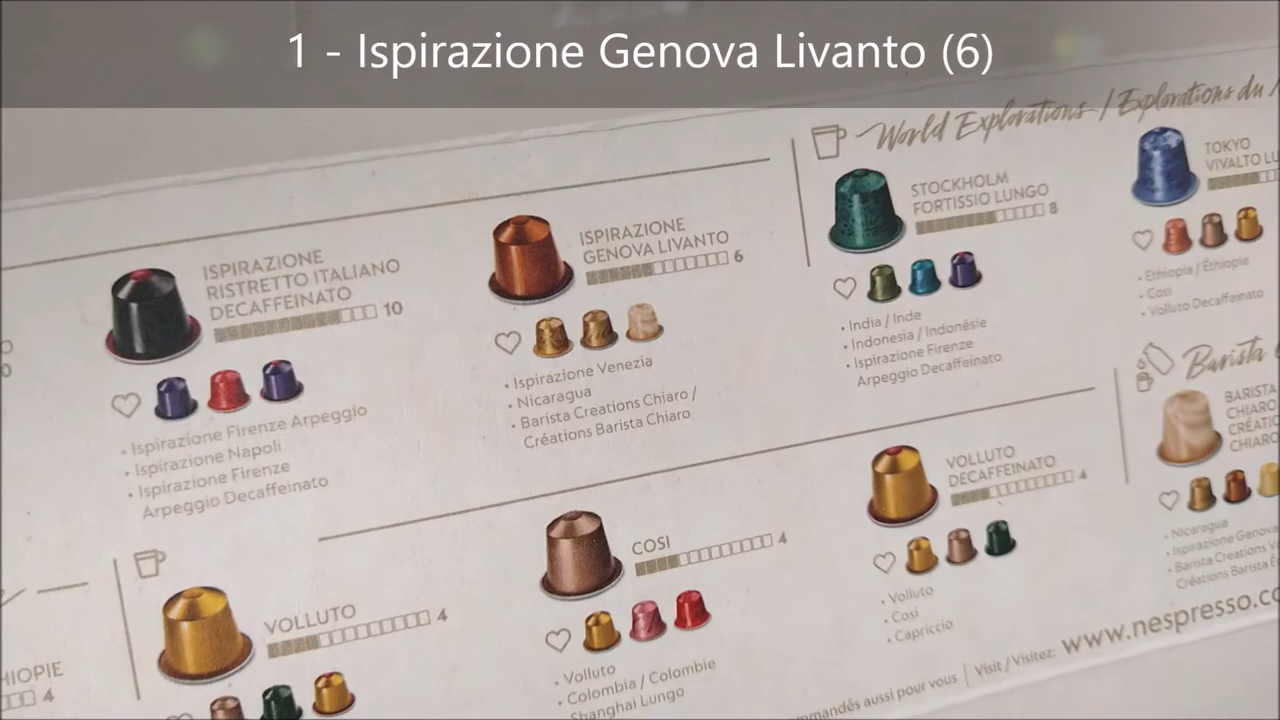 1 - Ispirazione Genova Livanto (6)
World Explorations / Explorations du
ISPIRAZIONE
RISTRETTO ITALIANO
DECAFFEINATO
10
• Ispirazione Firenze Arpeggio
• Ispirazione Napoli
• Ispirazione Firenze
Arpeggio Decaffeinato
ISPIRAZIONE
GENOVA LIVANTO
6
• Ispirazione Venezia
• Nicaragua
• Barista Creations Chiaro /
Créations Barista Chiaro
STOCKHOLM
FORTISSIO LUNGO
8
• India / Inde
• Indonesia / Indonésie
• Ispirazione Firenze
Arpeggio Decaffeinato
TOKYO
VIVALTO LU
• Ethiopia / Éthiopie
• Cosi
• Volluto Decaffeinato
HIOPIE
4
VOLLUTO
4
COSI
4
• Volluto
• Colombia / Colombie
Shanghai Lungo
VOLLUTO
DECAFFEINATO
4
• Volluto
• Cosi
• Capriccio
Barista
BARISTA
CHIARO
CRÉATIO
CHIARO
• Nicaragua
• Ispirazione Genova
• Barista Creations
Créations Barista
mmandés aussi pour vous | Visit / Visitez: www.nespresso.co